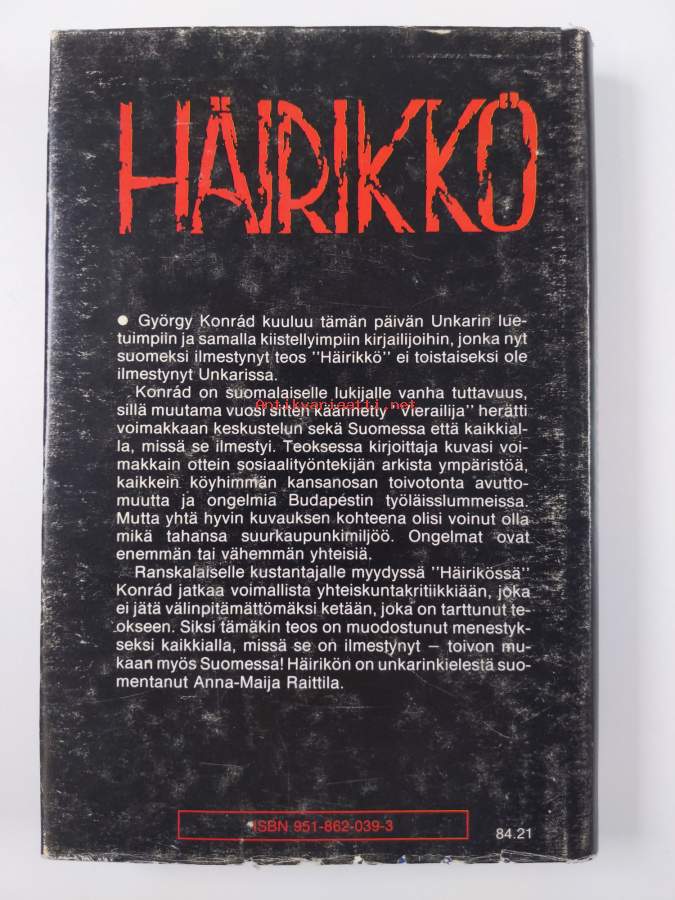 HÄIRIKKÖ
● György Konrád kuuluu tämän päivän Unkarin lue-
tuimpiin ja samalla kiistellyimpiin kirjailijoihin, jonka nyt
suomeksi ilmestynyt teos "Häirikkö" ei toistaiseksi ole
ilmestynyt Unkarissa.
Konrád on suomalaiselle lukijalle vanha tuttavuus,
sillä muutama vuosi sitten käännetty "Vierailija" herätti
Antikvariaatti.net
voimakkaan keskustelun sekä Suomessa että kaikkial-
la, missä se ilmestyi. Teoksessa kirjoittaja kuvasi voi-
makkain ottein sosiaalityöntekijän arkista ympäristöä,
kaikkein köyhimmän kansanosan toivotonta avutto-
muutta ja ongelmia Budapestin työläisslummeissa.
Mutta yhtä hyvin kuvauksen kohteena olisi voinut olla
mikä tahansa suurkaupunkimiljöö. Ongelmat ovat
enemmän tai vähemmän yhteisiä.
Ranskalaiselle kustantajalle myydyssä "Häirikössä"
Konrád jatkaa voimallista yhteiskuntakritiikkiään, joka
ei jätä välinpitämättömäksi ketään, joka on tarttunut te-
okseen. Siksi tämäkin teos on muodostunut menestyk-
seksi kaikkialla, missä se on ilmestynyt – toivon mu-
kaan myös Suomessa! Häirikön on unkarinkielestä suo-
mentanut Anna-Maija Raittila.
ISBN 951-862-039-3
84.21